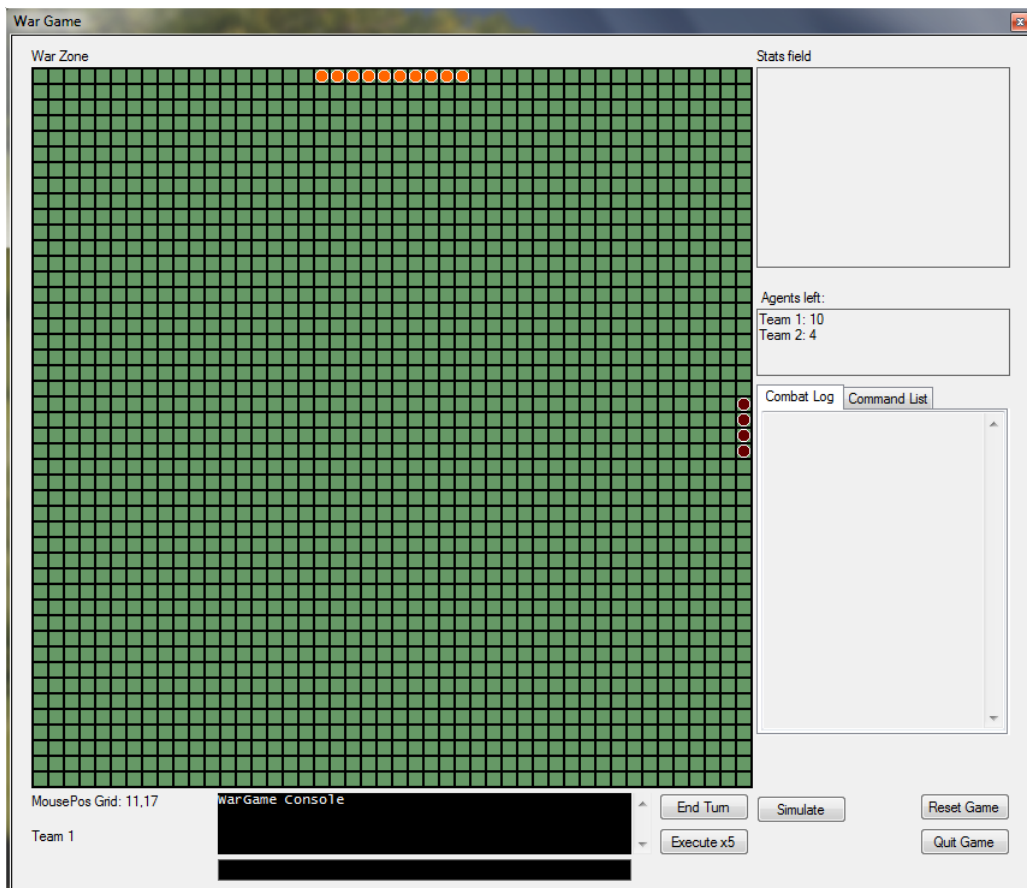 War Game
War Zone
Stats field
Agents left:
Team 1: 10
Team 2: 4
Combat Log
Command List
MousePos Grid: 11,17
Team 1
WarGame Console
End Turn
Execute x5
Simulate
Reset Game
Quit Game